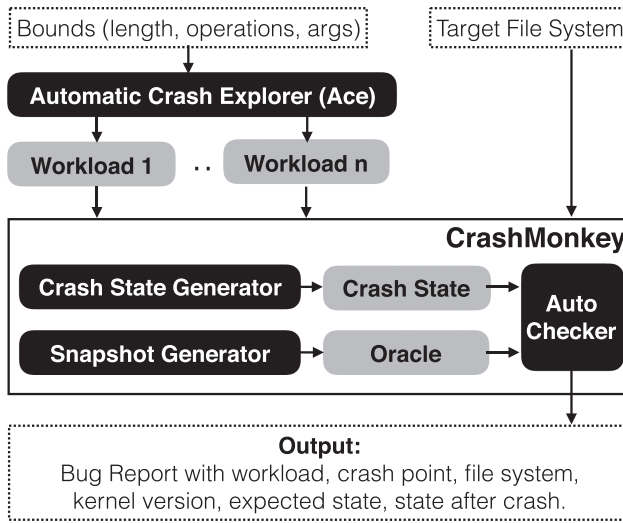 Bounds (length, operations, args)
Target File System
Automatic Crash Explorer (Ace)
Workload 1
. .
Workload n
CrashMonkey
Crash State Generator
Crash State
Auto
Checker
Snapshot Generator
Oracle
Output:
Bug Report with workload, crash point, file system,
kernel version, expected state, state after crash.